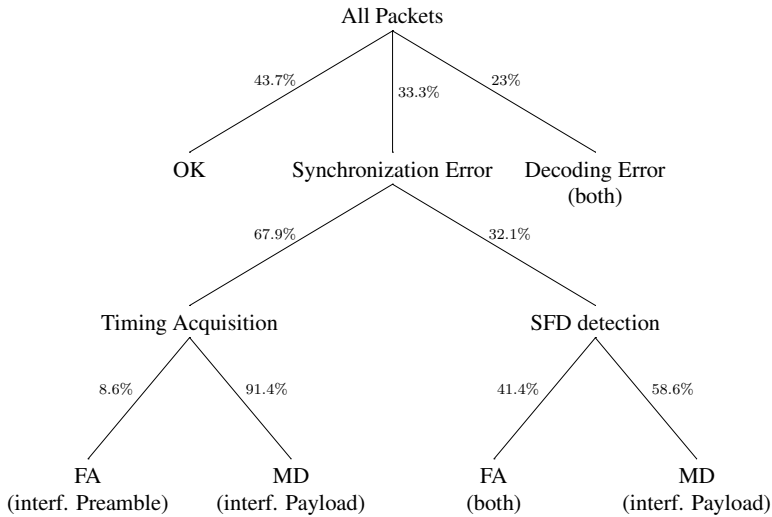 All Packets
43.7%
33.3%
23%
OK
Synchronization Error
Decoding Error
(both)
67.9%
32.1%
Timing Acquisition
SFD detection
8.6%
91.4%
41.4%
58.6%
FA
(interf. Preamble)
MD
(interf. Payload)
FA
(both)
MD
(interf. Payload)